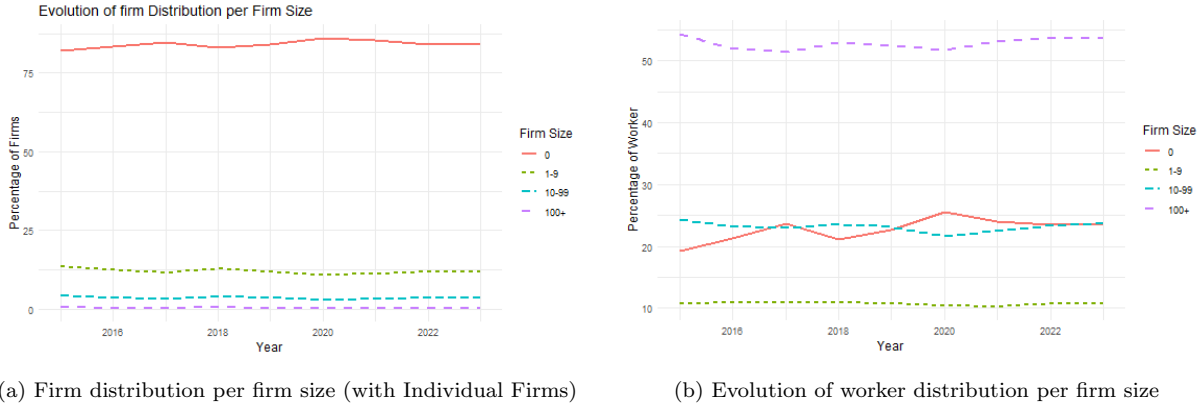 Evolution of firm Distribution per Firm Size
Percentage of Firms
75
50
25
0
2016 2018 2020 2022
Year
Firm Size
0
1-9
10-99
100+
Percentage of Worker
50
40
30
20
10
2016 2018 2020 2022
Year
Firm Size
0
1-9
10-99
100+
a) Firm distribution per firm size (with Individual Firms)
(b) Evolution of worker distribution per firm size